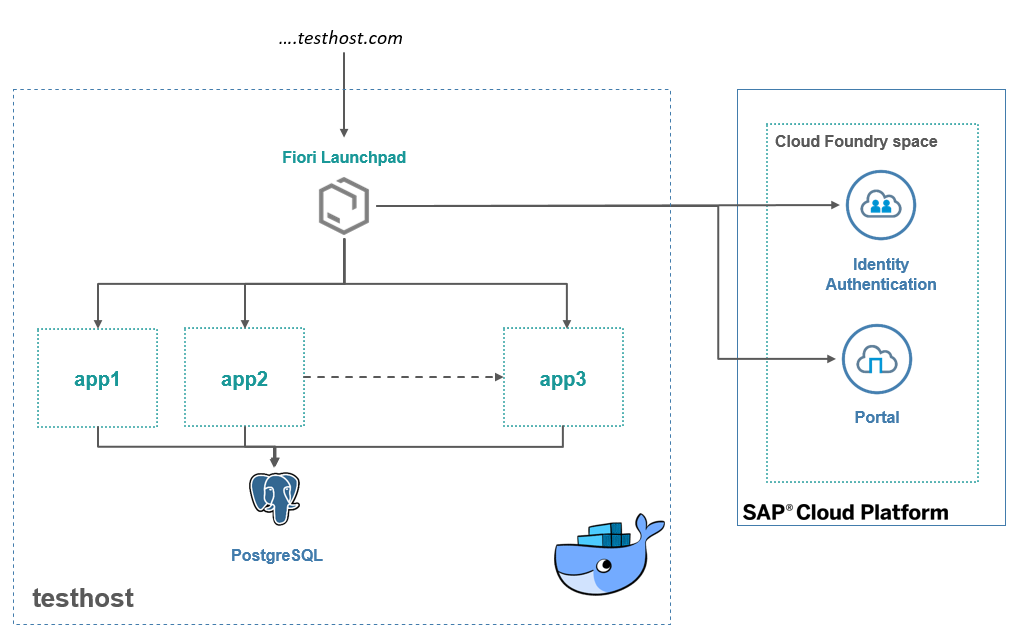 ....testhost.com
Fiori Launchpad
Cloud Foundry space
Identity
Authentication
app1
app2
app3
Portal
PostgreSQL
SAP® Cloud Platform
testhost